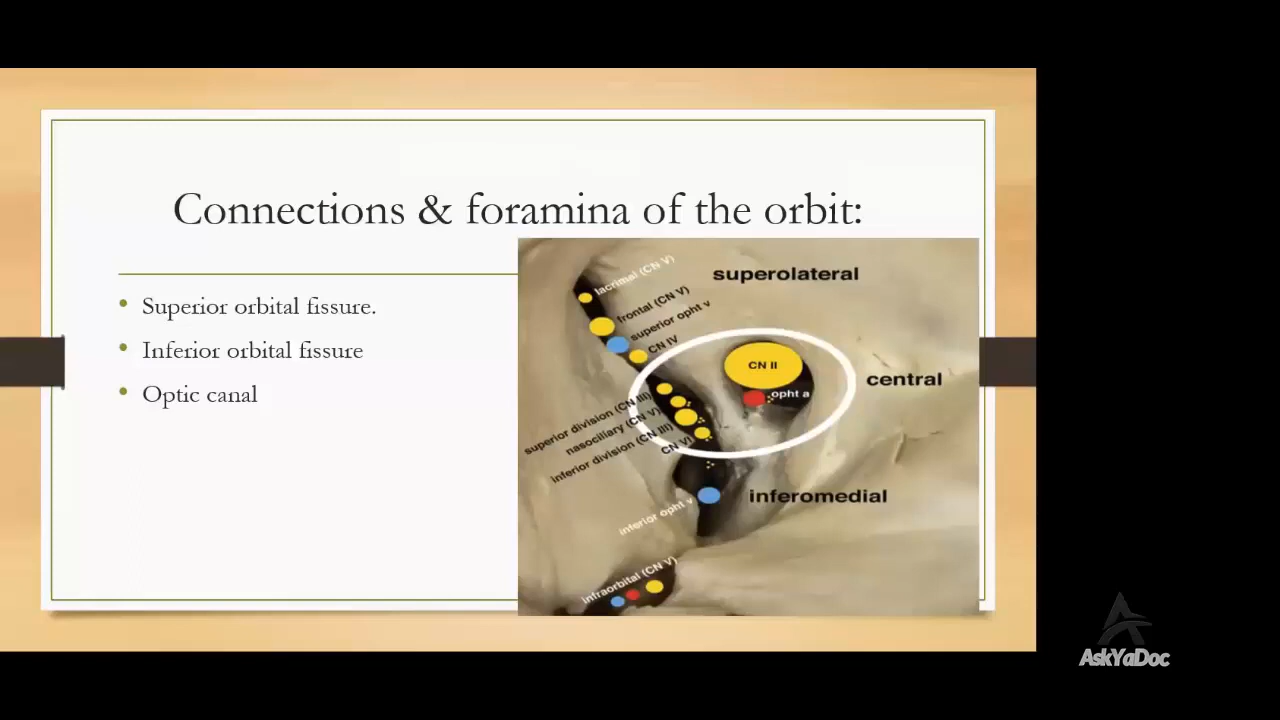 Connections & foramina of the orbit:
• Superior orbital fissure.
• Inferior orbital fissure
• Optic canal
superolateral
lacrimal (CN V)
frontal (CN V)
superior opht v
CN IV
CN II
opht a
central
superior division (CN III)
nasociliary (CN V)
inferior division (CN III)
CN VI
inferomedial
inferior opht v
infraorbital (CN V)
AskYaDoc